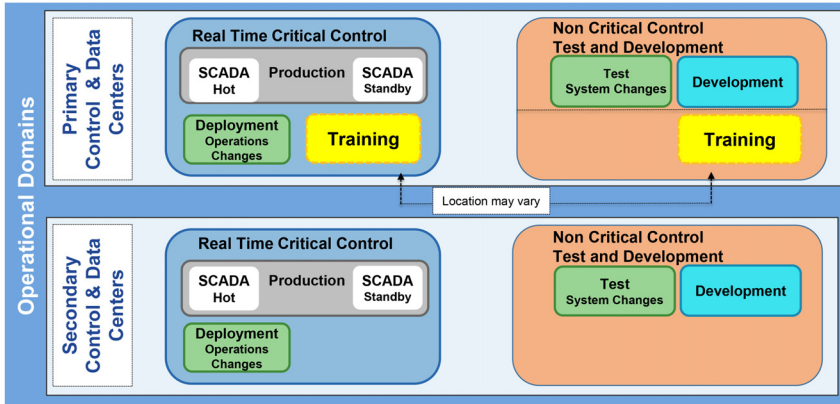 Operational Domains
Primary
Control & Data
Centers
Real Time Critical Control
SCADA
Hot
Production
SCADA
Standby
Deployment
Operations
Changes
Training
Non Critical Control
Test and Development
Test
System Changes
Development
Training
Location may vary
Secondary
Control & Data
Centers
Real Time Critical Control
SCADA
Hot
Production
SCADA
Standby
Deployment
Operations
Changes
Non Critical Control
Test and Development
Test
System Changes
Development